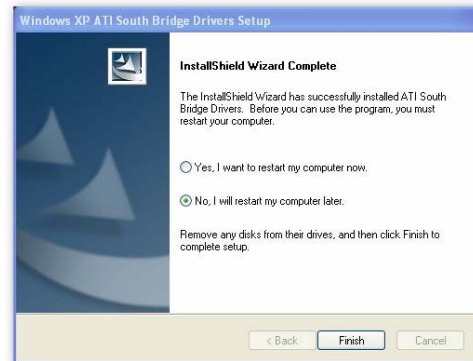 Windows XP ATI South Bridge Drivers Setup
InstallShield Wizard Complete
The InstallShield Wizard has successfully installed ATI South
Bridge Drivers. Before you can use the program, you must
restart your computer.
Yes, I want to restart my computer now.
No, I will restart my computer later.
Remove any disks from their drives, and then click Finish to
complete setup.
< Back
Finish
Cancel